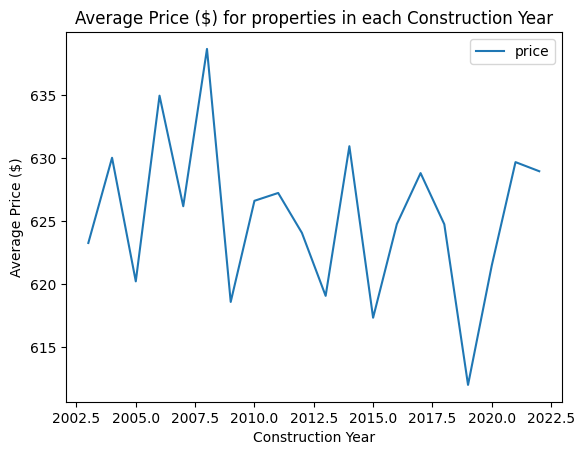 Average Price ($) for properties in each Construction Year
price
Average Price ($)
635
630
625
620
615
2002.5 2005.0 2007.5 2010.0 2012.5 2015.0 2017.5 2020.0 2022.5
Construction Year